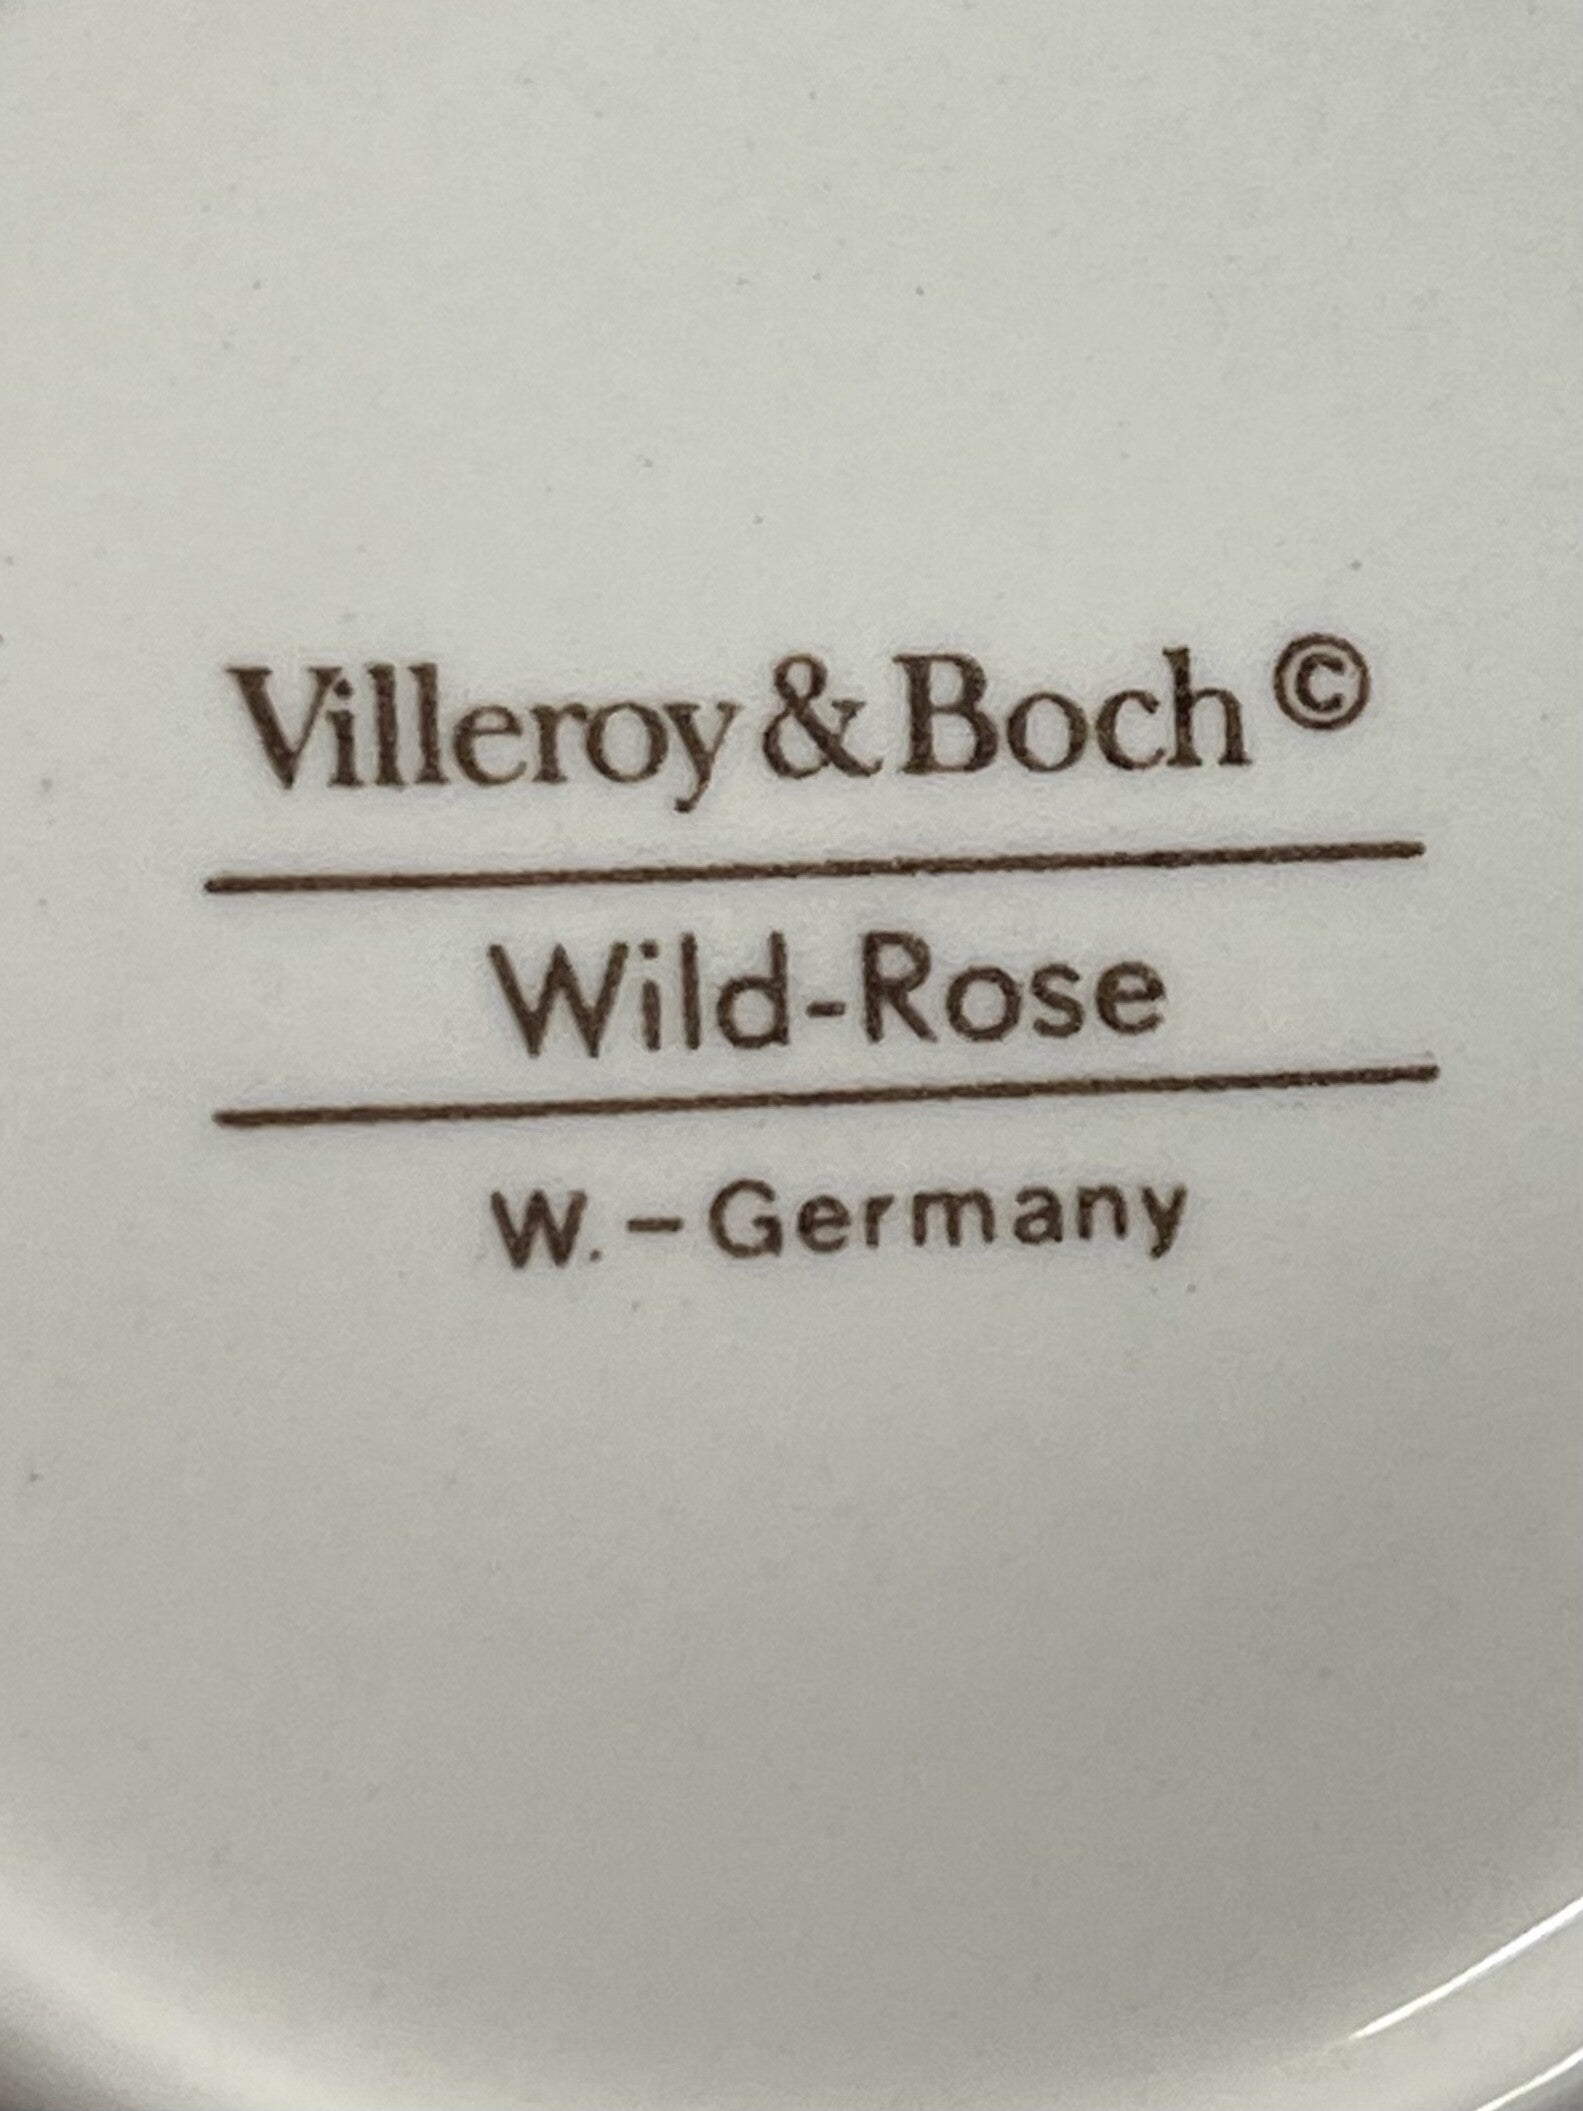 Villeroy & Boch ©
Wild-Rose
W. - Germany